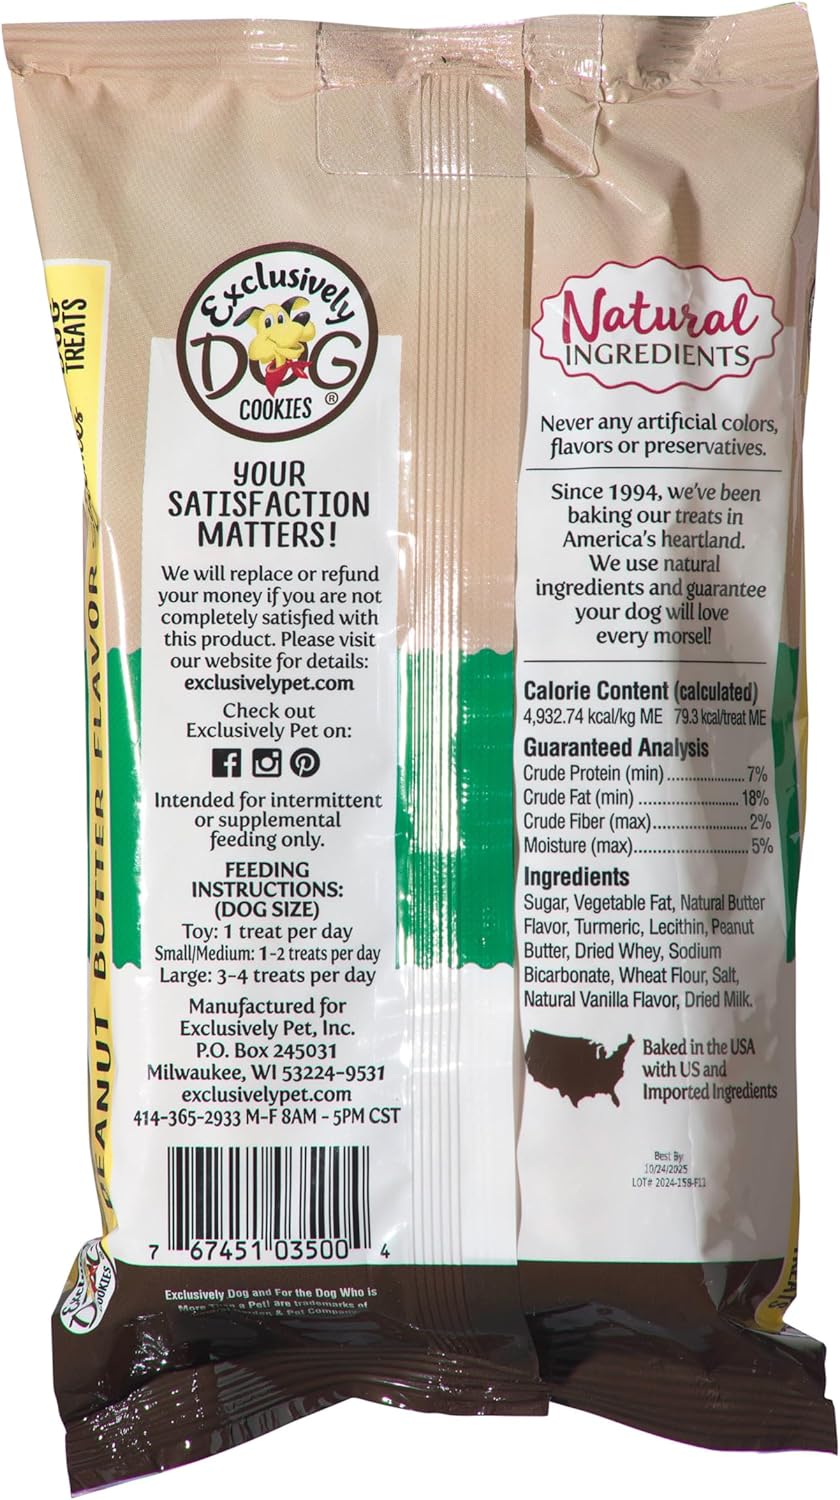 Exclusively
DOG
COOKIES®
YOUR
SATISFACTION
MATTERS!
We will replace or refund
your money if you are not
completely satisfied with
this product. Please visit
our website for details:
exclusivelypet.com
Check out
Exclusively Pet on:
Intended for intermittent
or supplemental
feeding only.
FEEDING
INSTRUCTIONS:
(DOG SIZE)
Toy: 1 treat per day
Small/Medium: 1-2 treats per day
Large: 3-4 treats per day
Manufactured for
Exclusively Pet, Inc.
P.O. Box 245031
Milwaukee, WI 53224-9531
exclusivelypet.com
414-365-2933 M-F 8AM - 5PM CST
7 67451 03500 4
Exclusively Dog and For the Dog Who is
More Than a Pet! are trademarks of
& Pet Company
Natural
INGREDIENTS
Never any artificial colors,
flavors or preservatives.
Since 1994, we've been
baking our treats in
America's heartland.
We use natural
ingredients and guarantee
your dog will love
every morsel!
Calorie Content (calculated)
4,932.74 kcal/kg ME 79.3 kcal/treat ME
Guaranteed Analysis
Crude Protein (min)....................7%
Crude Fat (min) .......................... 18%
Crude Fiber (max)........................2%
Moisture (max).............................5%
Ingredients
Sugar, Vegetable Fat, Natural Butter
Flavor, Turmeric, Lecithin, Peanut
Butter, Dried Whey, Sodium
Bicarbonate, Wheat Flour, Salt,
Natural Vanilla Flavor, Dried Milk.
Baked in the USA
with US and
Imported Ingredients
Best By
10/24/2025
LOT# 2024-158-F12
TREATS
PEANUT BUTTER FLAVOR
Exclusively
DOG
COOKIES
TREATS